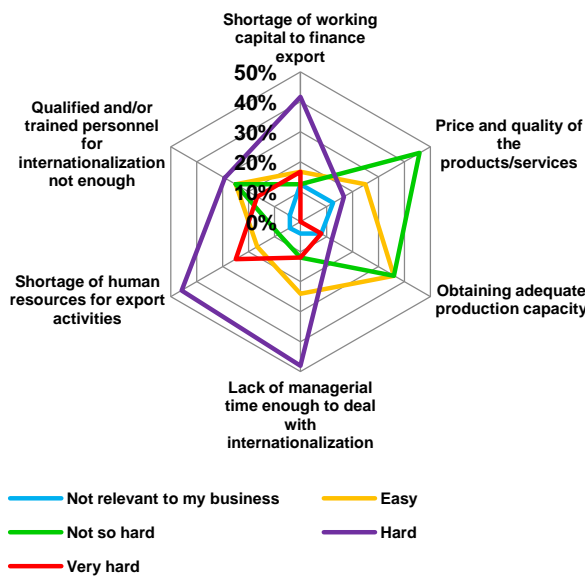 Shortage of working
capital to finance
export
50%
40%
30%
20%
10%
0%
Price and quality of
the
products/services
Obtaining adequate
production capacity
Lack of managerial
time enough to deal
with
internationalization
Shortage of human
resources for export
activities
Qualified and/or
trained personnel
for
internationalization
not enough
Not relevant to my business
Easy
Not so hard
Hard
Very hard